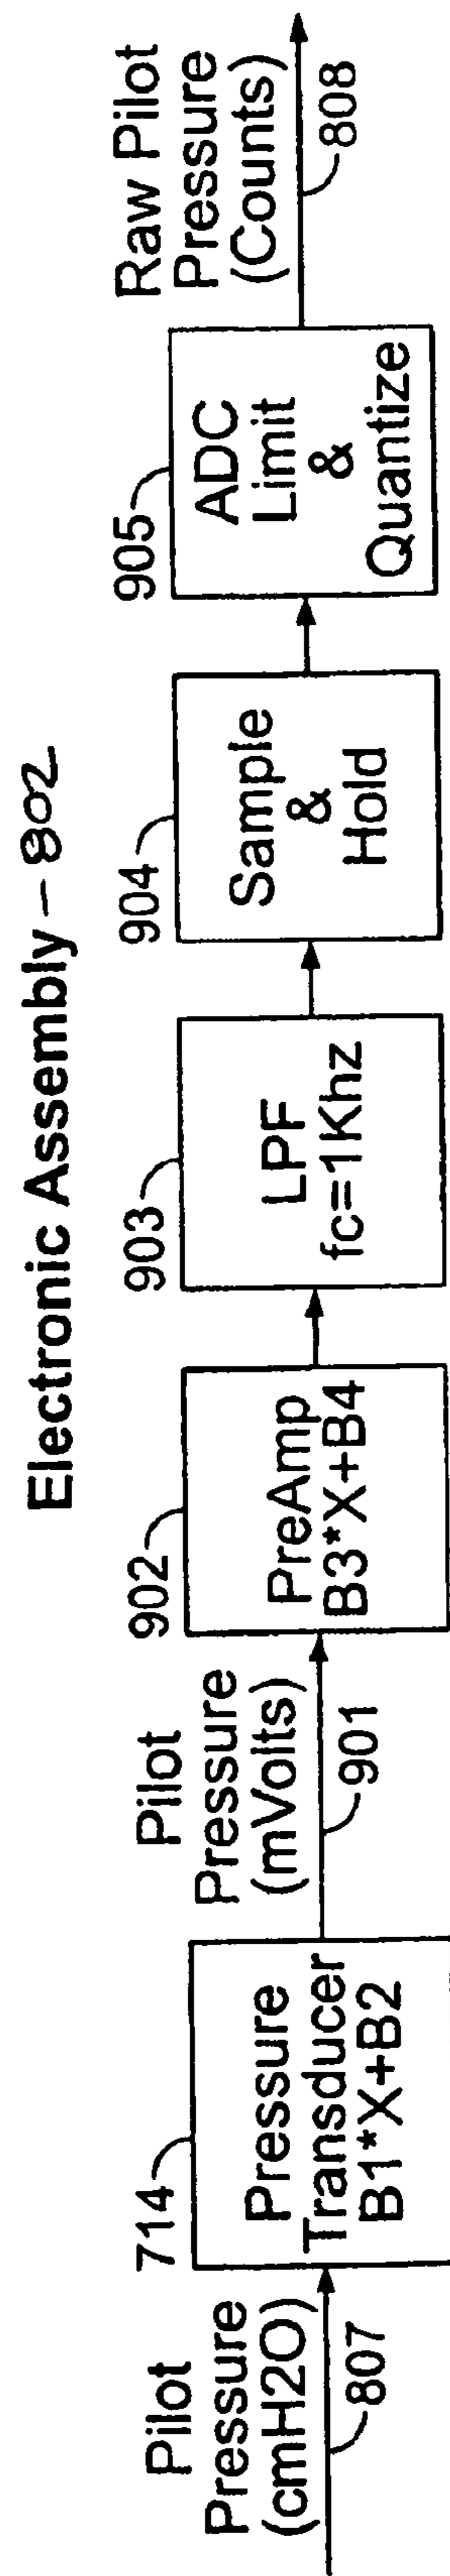 Electronic Assembly - 802
Pilot
Pressure
(cmH2O)
807
714
Pressure
Transducer
B1*X+B2
Pilot
Pressure
(mVolts)
901
902
PreAmp
B3*X+B4
903
LPF
fc=1Khz
904
Sample
&
Hold
905
ADC
Limit
&
Quantize
Raw Pilot
Pressure
(Counts)
808